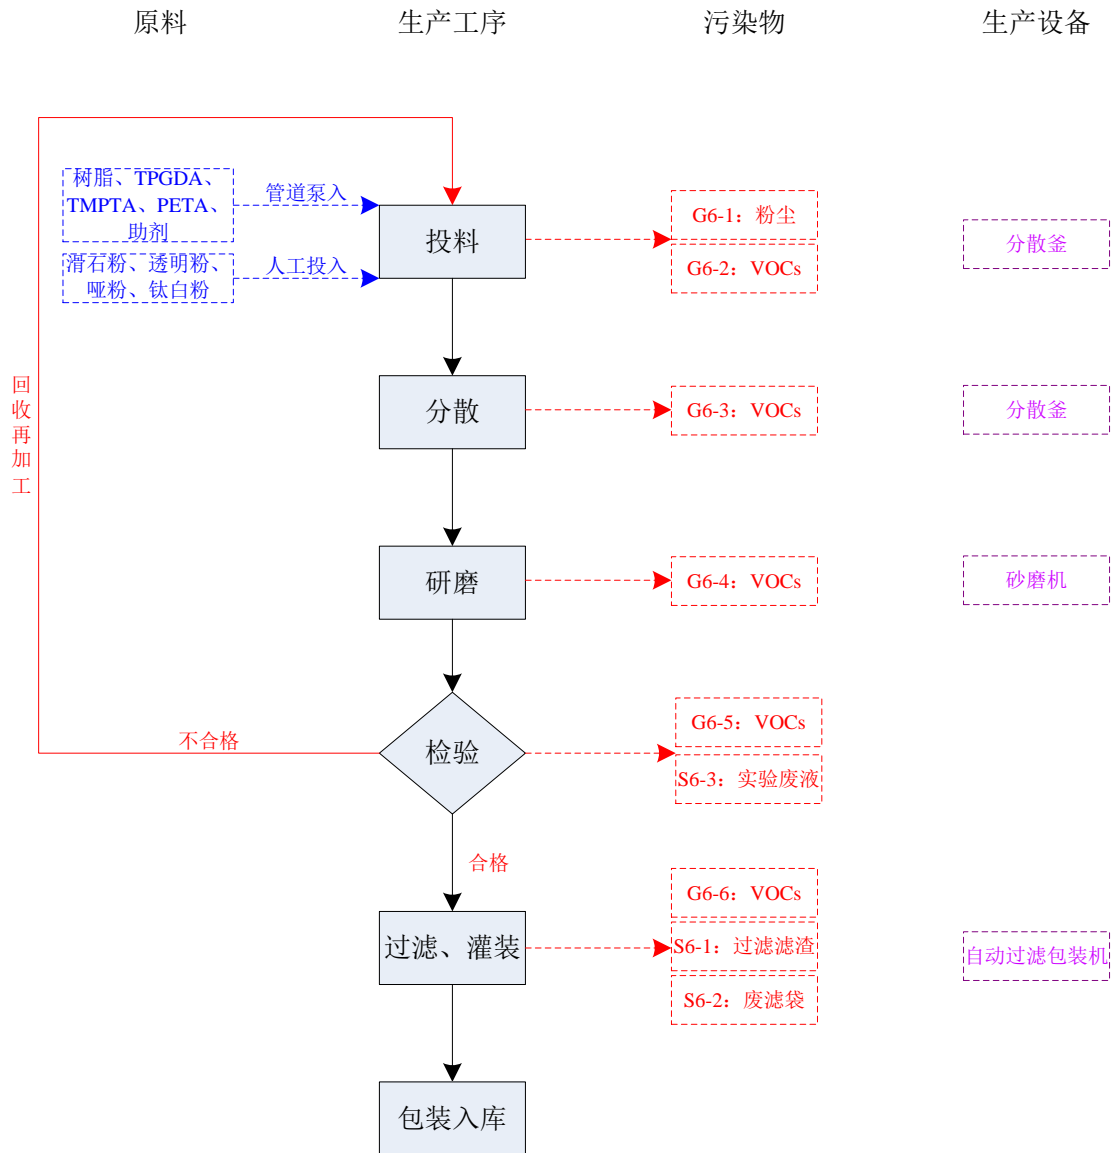 原料
生产工序
污染物
生产设备
树脂、TPGDA、
TMPTA、PETA、
助剂
管道泵入
滑石粉、透明粉、
哑粉、钛白粉
人工投入
投料
G6-1：粉尘
G6-2：VOCs
分散釜
回收再加工
分散
G6-3：VOCs
分散釜
研磨
G6-4：VOCs
砂磨机
不合格
检验
G6-5：VOCs
S6-3：实验废液
合格
过滤、灌装
G6-6：VOCs
S6-1：过滤滤渣
S6-2：废滤袋
自动过滤包装机
包装入库